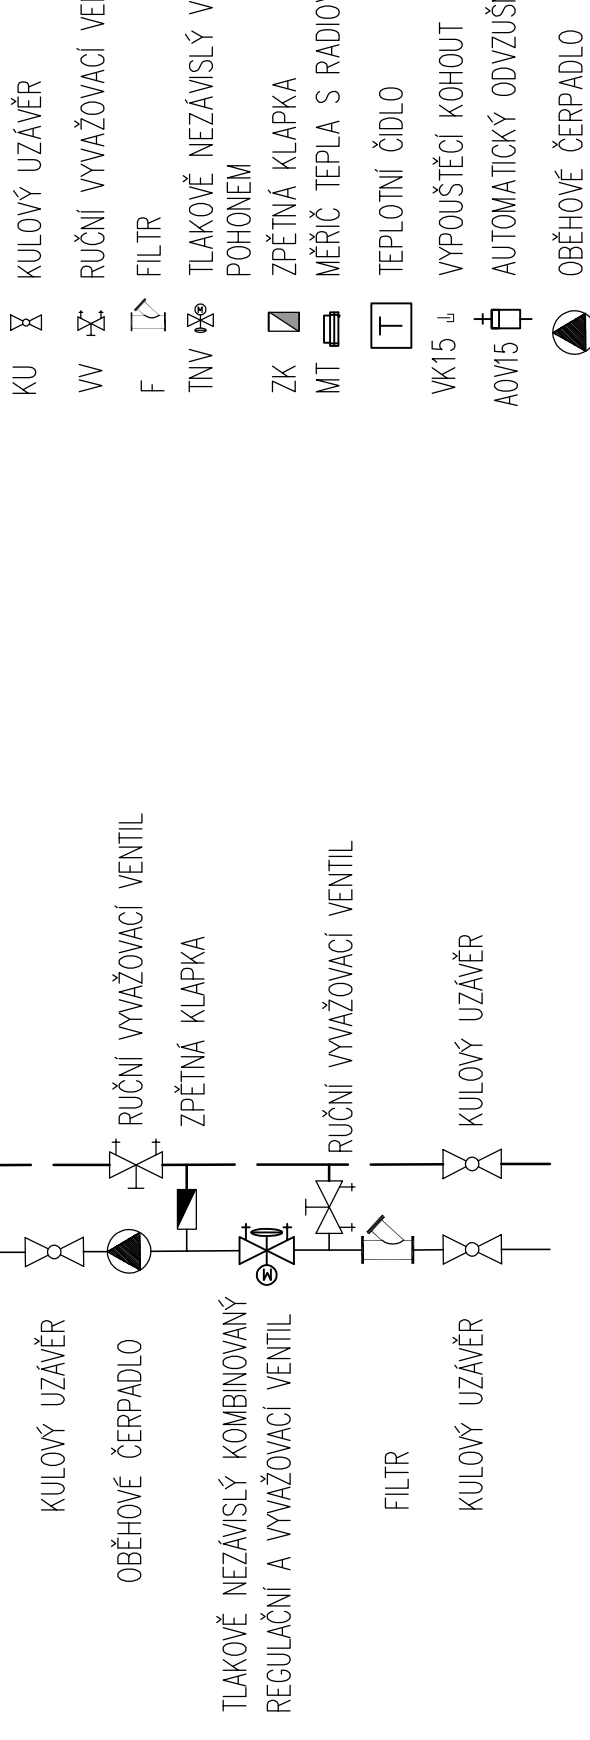 KU KULOVÝ UZÁVĚR
VV RUČNÍ VYVAŽOVACÍ
F FILTR
TNV TLAKOVĚ NEZÁVISLÝ
POHONEM
ZK ZPĚTNÁ KLAPKA
MT MĚŘIČ TEPLA S
T TEPLOTNÍ ČIDLO
VK15 VYPOUŠTĚCÍ KOHOUT
AOV15 AUTOMATICKÝ
OBĚHOVÉ ČERPADLO
M
RUČNÍ VYVAŽOVACÍ VENTIL
ZPĚTNÁ KLAPKA
RUČNÍ VYVAŽOVACÍ VENTIL
KULOVÝ UZÁVĚR
M
KULOVÝ UZÁVĚR
OBĚHOVÉ ČERPADLO
TLAKOVĚ NEZÁVISLÝ KOMBINOVANÝ
REGULAČNÍ A VYVAŽOVACÍ VENTIL
FILTR
KULOVÝ UZÁVĚR